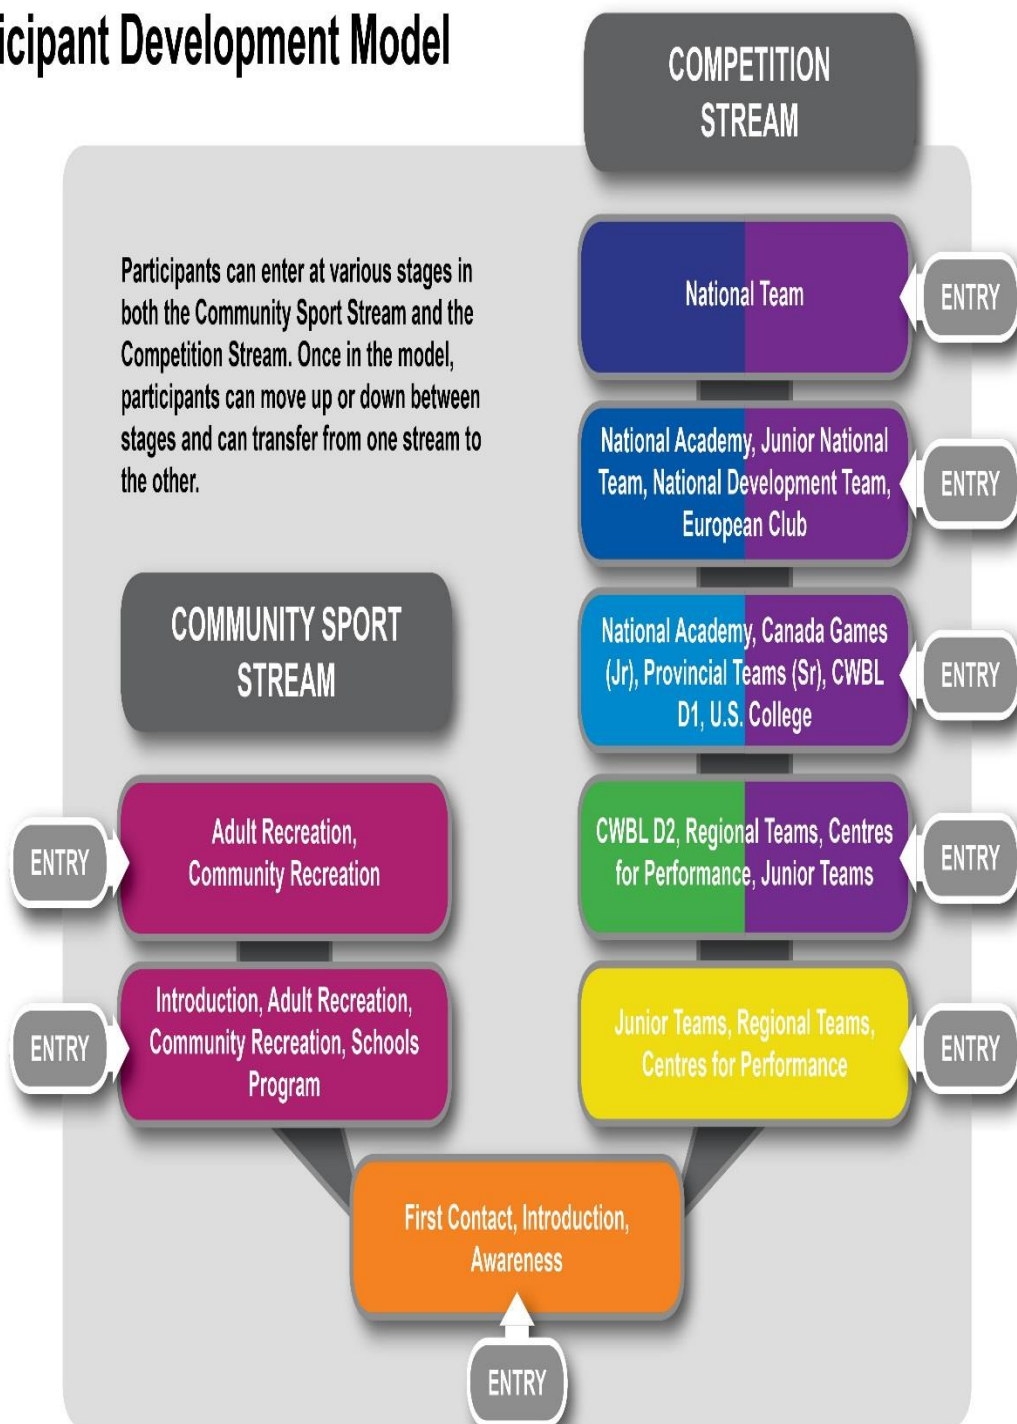 icipant Development Model
COMPETITION
STREAM
Participants can enter at various stages in
both the Community Sport Stream and the
Competition Stream. Once in the model,
participants can move up or down between
stages and can transfer from one stream to
the other.
National Team
ENTRY
National Academy, Junior National
Team, National Development Team,
European Club
ENTRY
COMMUNITY SPORT
STREAM
National Academy, Canada Games
(Jr), Provincial Teams (Sr), CWBL
D1, U.S. College
ENTRY
ENTRY
Adult Recreation,
Community Recreation
CWBL D2, Regional Teams, Centres
for Performance, Junior Teams
ENTRY
ENTRY
Introduction, Adult Recreation,
Community Recreation, Schools
Program
Junior Teams, Regional Teams,
Centres for Performance
ENTRY
First Contact, Introduction,
Awareness
ENTRY